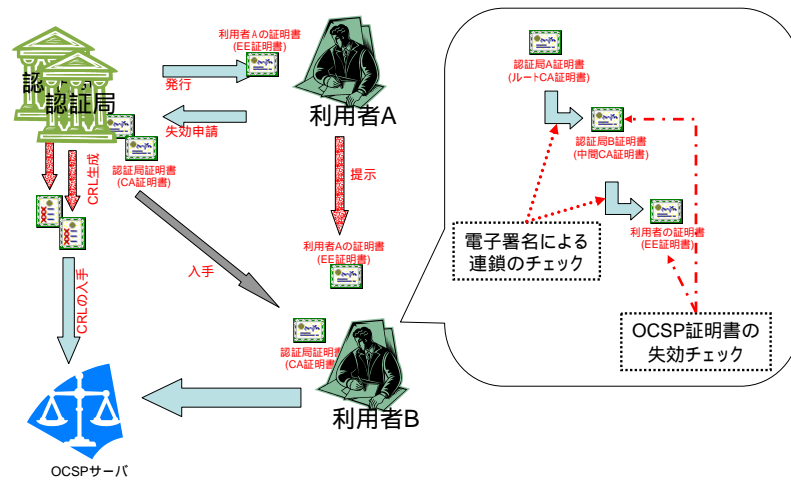 利用者Aの証明書
(EE証明書)
認証局
発行
失効申請
利用者A
認証局証明書
(CA証明書)
CRL生成
提示
入手
利用者Aの証明書
(EE証明書)
CRLの入手
認証局証明書
(CA証明書)
利用者B
OCSPサーバ
認証局A証明書
(ルートCA証明書)
認証局B証明書
(中間CA証明書)
利用者の証明書
(EE証明書)
電子署名による
連鎖のチェック
OCSP証明書の
失効チェック